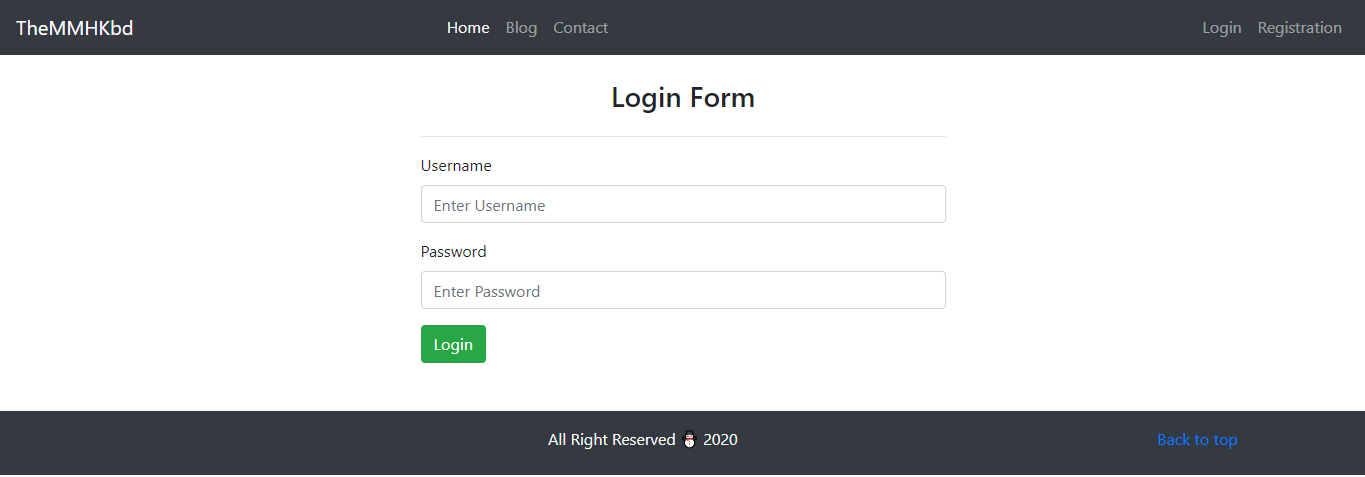 TheMMHKbd Home Blog Contact Login Registration
Login Form
Username
Enter Username
Password
Enter Password
Login
All Right Reserved ⛄ 2020 Back to top